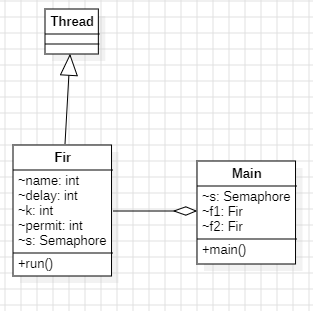 Thread
Fir
~name: int
~delay: int
~k: int
~permit: int
~s: Semaphore
+run()
Main
~s: Semaphore
~f1: Fir
~f2: Fir
+main()